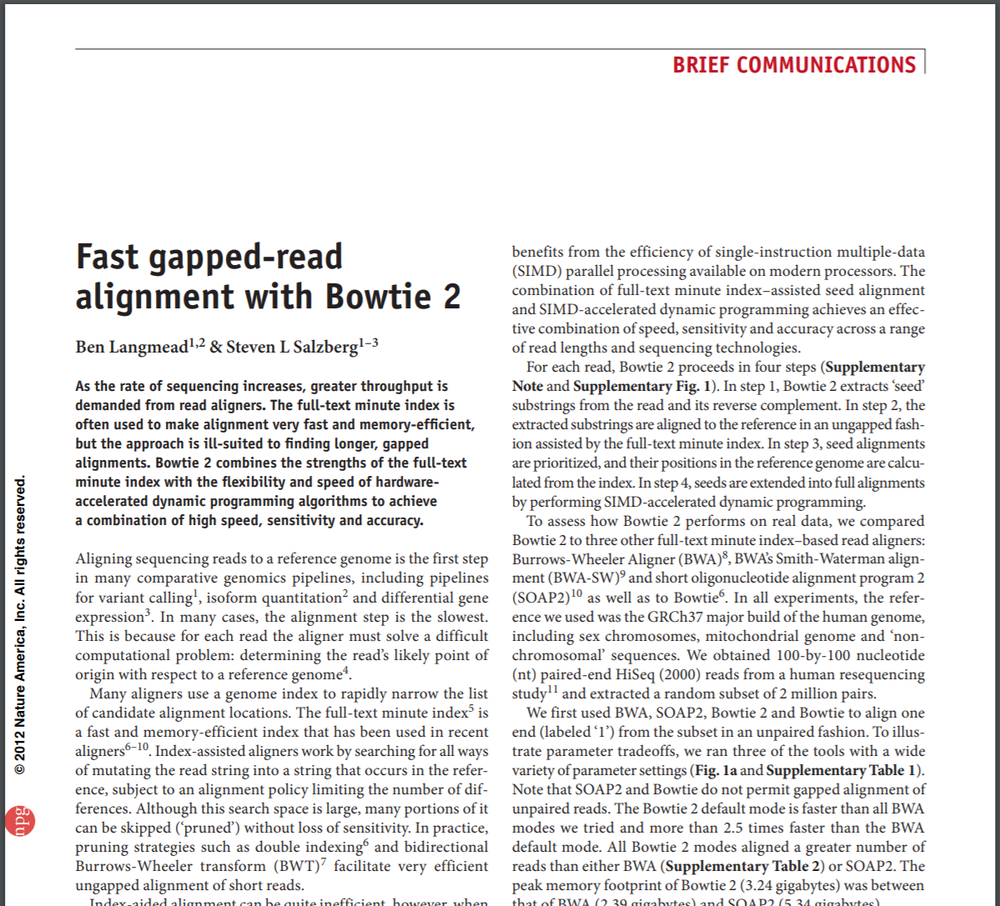 BRIEF COMMUNICATIONS
Fast gapped-read
alignment with Bowtie 2
Ben Langmead1,2 & Steven L Salzberg1–3
As the rate of sequencing increases, greater throughput is
demanded from read aligners. The full-text minute index is
often used to make alignment very fast and memory-efficient,
but the approach is ill-suited to finding longer, gapped
alignments. Bowtie 2 combines the strengths of the full-text
minute index with the flexibility and speed of hardware-
accelerated dynamic programming algorithms to achieve
a combination of high speed, sensitivity and accuracy.
Aligning sequencing reads to a reference genome is the first step
in many comparative genomics pipelines, including pipelines
for variant calling1, isoform quantitation2 and differential gene
expression3. In many cases, the alignment step is the slowest.
This is because for each read the aligner must solve a difficult
computational problem: determining the read’s likely point of
origin with respect to a reference genome4.
Many aligners use a genome index to rapidly narrow the list
of candidate alignment locations. The full-text minute index5 is
a fast and memory-efficient index that has been used in recent
aligners6–10. Index-assisted aligners work by searching for all ways
of mutating the read string into a string that occurs in the refer-
ence, subject to an alignment policy limiting the number of dif-
ferences. Although this search space is large, many portions of it
can be skipped (‘pruned’) without loss of sensitivity. In practice,
pruning strategies such as double indexing6 and bidirectional
Burrows-Wheeler transform (BWT)7 facilitate very efficient
ungapped alignment of short reads.
Index-aided alignment can be quite inefficient, however, when
benefits from the efficiency of single-instruction multiple-data
(SIMD) parallel processing available on modern processors. The
combination of full-text minute index–assisted seed alignment
and SIMD-accelerated dynamic programming achieves an effec-
tive combination of speed, sensitivity and accuracy across a range
of read lengths and sequencing technologies.
For each read, Bowtie 2 proceeds in four steps (Supplementary
Note and Supplementary Fig. 1). In step 1, Bowtie 2 extracts ‘seed’
substrings from the read and its reverse complement. In step 2, the
extracted substrings are aligned to the reference in an ungapped fash-
ion assisted by the full-text minute index. In step 3, seed alignments
are prioritized, and their positions in the reference genome are calcu-
lated from the index. In step 4, seeds are extended into full alignments
by performing SIMD-accelerated dynamic programming.
To assess how Bowtie 2 performs on real data, we compared
Bowtie 2 to three other full-text minute index–based read aligners:
Burrows-Wheeler Aligner (BWA)8, BWA’s Smith-Waterman align-
ment (BWA-SW)9 and short oligonucleotide alignment program 2
(SOAP2)10 as well as to Bowtie6. In all experiments, the refer-
ence we used was the GRCh37 major build of the human genome,
including sex chromosomes, mitochondrial genome and ‘non-
chromosomal’ sequences. We obtained 100-by-100 nucleotide
(nt) paired-end HiSeq (2000) reads from a human resequencing
study11 and extracted a random subset of 2 million pairs.
We first used BWA, SOAP2, Bowtie 2 and Bowtie to align one
end (labeled ‘1’) from the subset in an unpaired fashion. To illus-
trate parameter tradeoffs, we ran three of the tools with a wide
variety of parameter settings (Fig. 1a and Supplementary Table 1).
Note that SOAP2 and Bowtie do not permit gapped alignment of
unpaired reads. The Bowtie 2 default mode is faster than all BWA
modes we tried and more than 2.5 times faster than the BWA
default mode. All Bowtie 2 modes aligned a greater number of
reads than either BWA (Supplementary Table 2) or SOAP2. The
peak memory footprint of Bowtie 2 (3.24 gigabytes) was between
that of BWA (2.39 gigabytes) and SOAP2 (5.34 gigabytes).
© 2012 Nature America, Inc. All rights reserved.
npg